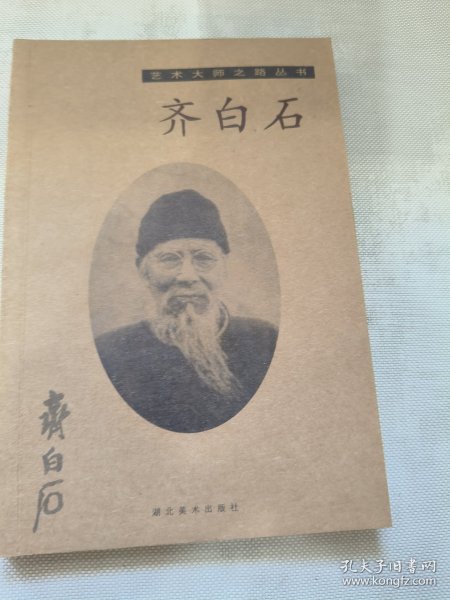 艺术大师之路丛书
齐白石
齊白石
湖北美术出版社
孔夫子旧书网
www.kongfz.com